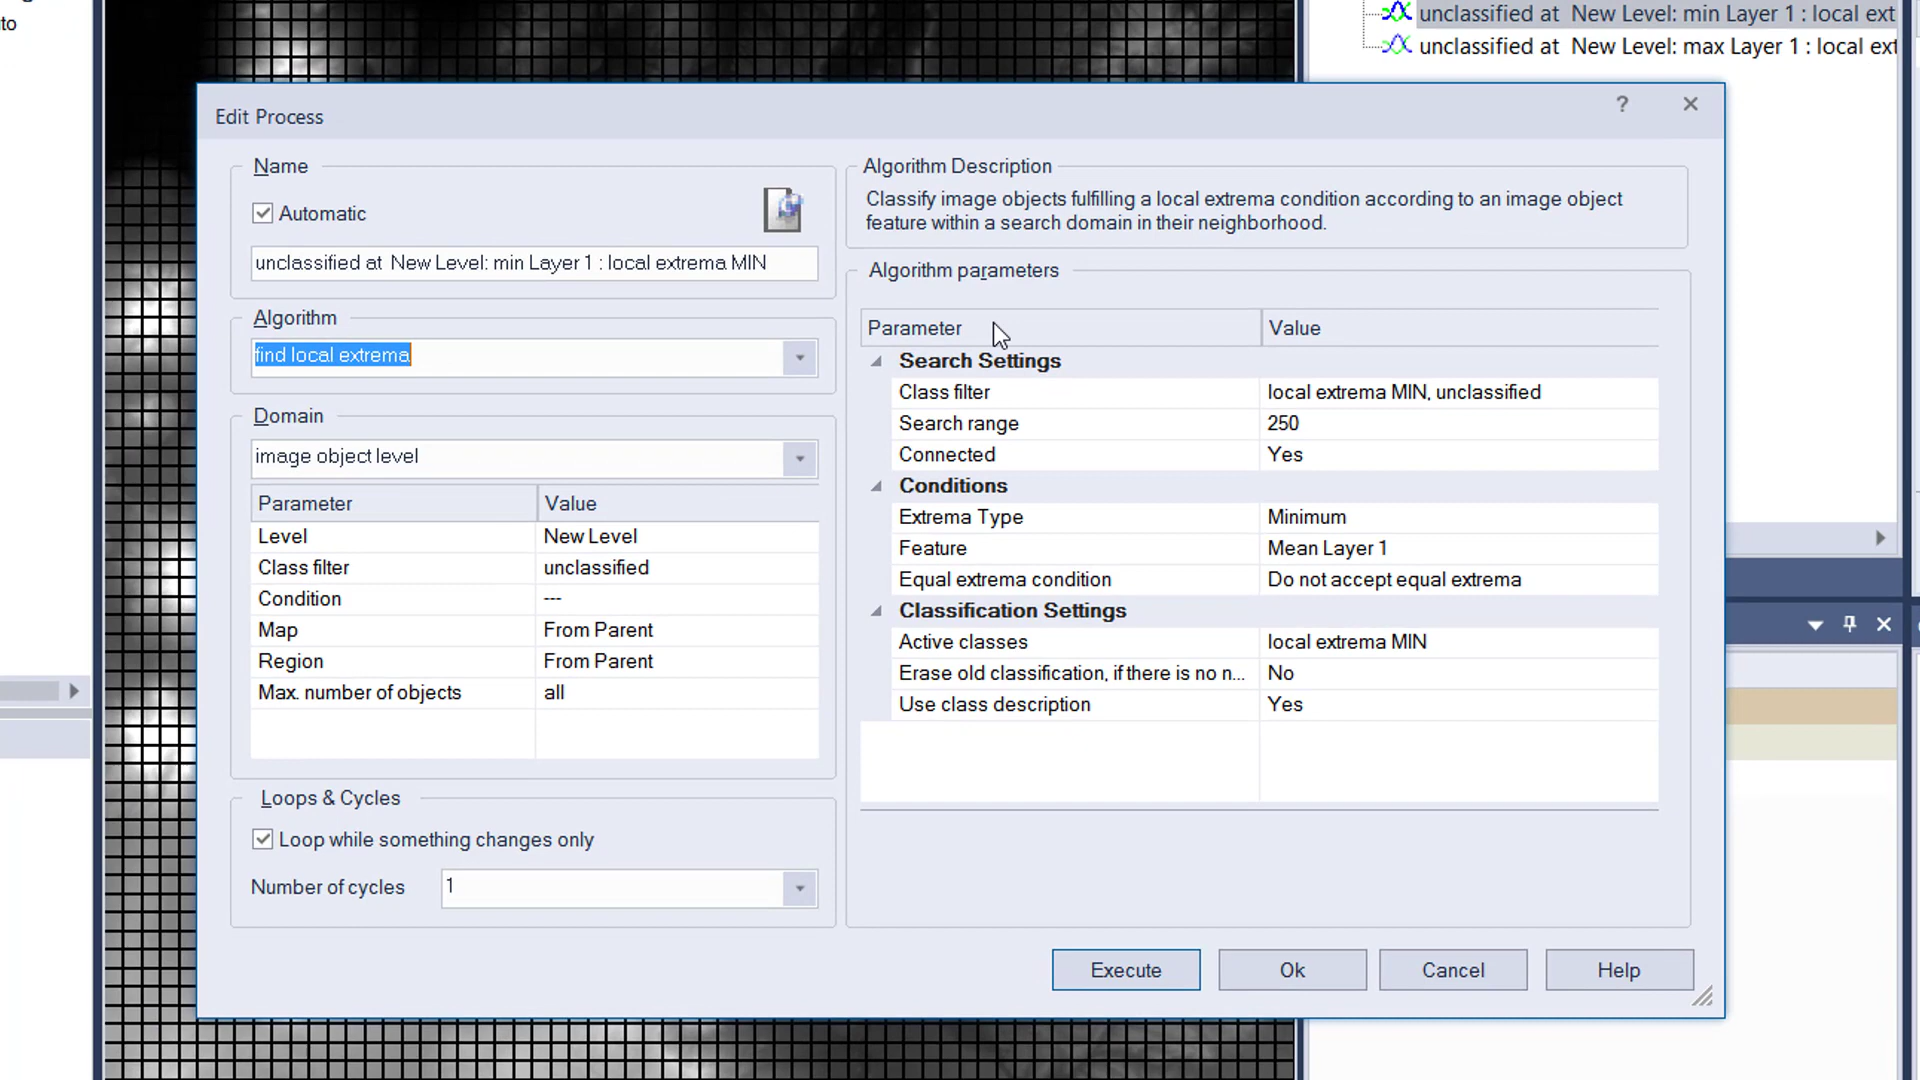 uto
unclassified at  New Level: min Layer 1 : local ext
unclassified at  New Level: max Layer 1 : local ext
Edit Process
?
Name
Automatic
unclassified at  New Level: min Layer 1 : local extrema MIN
Algorithm
find local extrema
Domain
image object level
Parameter Value
Level New Level
Class filter unclassified
Condition ---
Map From Parent
Region From Parent
Max. number of objects all
Loops & Cycles
Loop while something changes only
Number of cycles 1
Algorithm Description
Classify image objects fulfilling a local extrema condition according to an image object
feature within a search domain in their neighborhood.
Algorithm parameters
Parameter Value
Search Settings
Class filter local extrema MIN, unclassified
Search range 250
Connected Yes
Conditions
Extrema Type Minimum
Feature Mean Layer 1
Equal extrema condition Do not accept equal extrema
Classification Settings
Active classes local extrema MIN
Erase old classification, if there is no n... No
Use class description Yes
Execute Ok Cancel Help